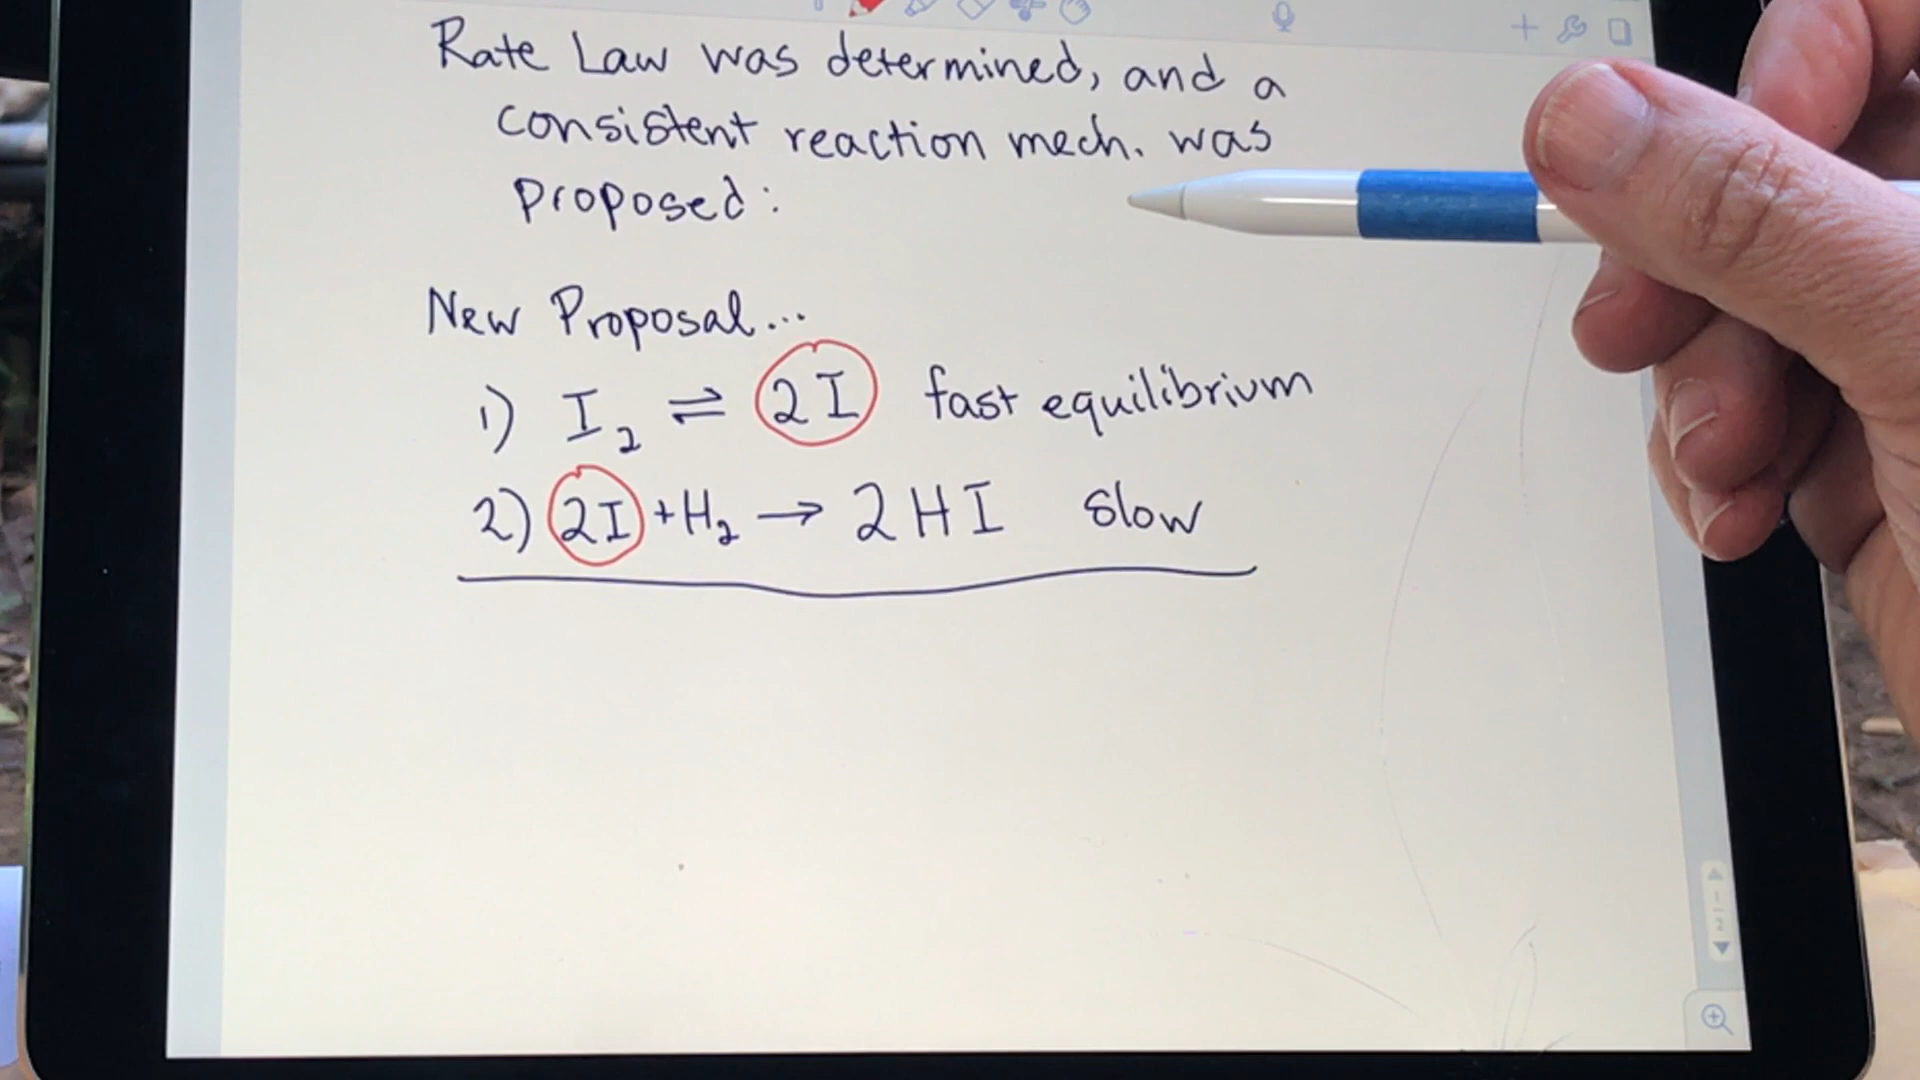 Rate Law was determined, and a
consistent reaction mech. was
proposed:
New Proposal...
1) I₂ ⇌ 2I fast equilibrium
2) 2I + H₂ → 2HI slow